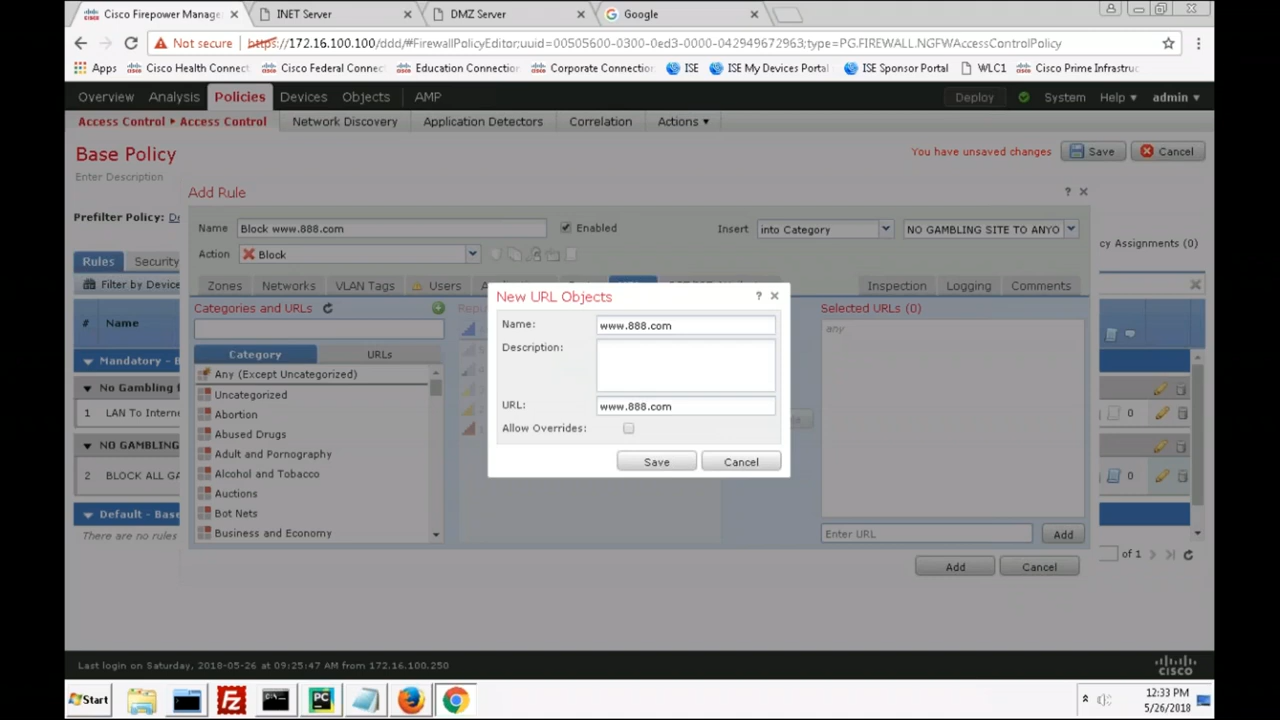 Cisco Firepower Manage
INET Server
DMZ Server
Google
Not secure
https://172.16.100.100/ddd/#FirewallPolicyEditor;uuid=00505600-0300-0ed3-0000-042949672963;type=PG.FIREWALL.NGFWAccessControlPolicy
Apps
Cisco Health Connect
Cisco Federal Connec
Education Connection
Corporate Connection
ISE
ISE My Devices Portal
ISE Sponsor Portal
WLC1
Cisco Prime Infrastruc
Overview Analysis Policies Devices Objects AMP
Deploy System Help admin
Access Control Access Control Network Discovery Application Detectors Correlation Actions
Base Policy
You have unsaved changes Save Cancel
Enter Description
Add Rule ?
Prefilter Policy:
Name Block www.888.com Enabled Insert into Category NO GAMBLING SITE TO ANYO
cy Assignments (0)
Action Block
Rules Security
Filter by Device
Zones Networks VLAN Tags Users
Inspection Logging Comments
New URL Objects ?
Categories and URLs
Selected URLs (0)
# Name
Name: www.888.com
any
Description:
Category URLs
Mandatory - B
Any (Except Uncategorized)
No Gambling
Uncategorized
URL: www.888.com
1 LAN To Interne
Abortion
0
Allow Overrides:
Abused Drugs
NO GAMBLING
Adult and Pornography
Save Cancel
2 BLOCK ALL GA
Alcohol and Tobacco
0
Auctions
Default - Base
Bot Nets
There are no rules
Business and Economy
Enter URL Add
of 1
Add Cancel
Last login on Saturday, 2018-05-26 at 09:25:47 AM from 172.16.100.250
CISCO
Start
PC
12:33 PM
5/26/2018